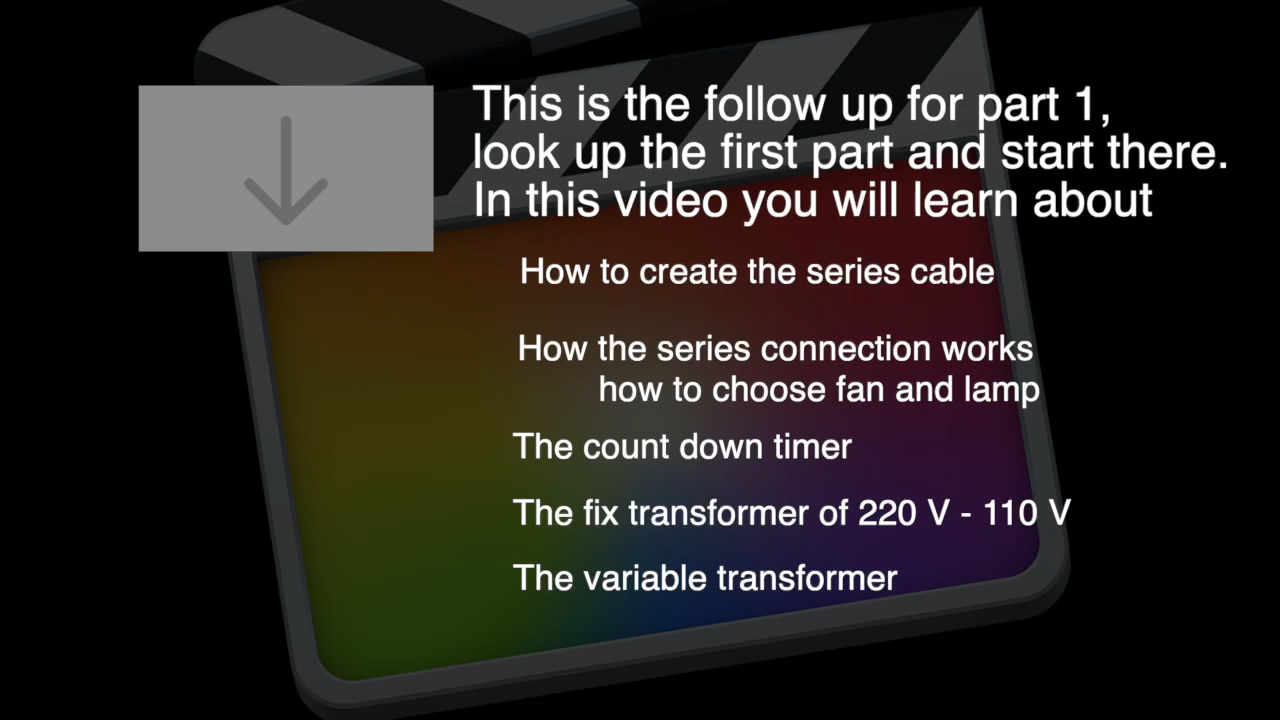 This is the follow up for part 1,
look up the first part and start there.
In this video you will learn about
How to create the series cable
How the series connection works
how to choose fan and lamp
The count down timer
The fix transformer of 220 V - 110 V
The variable transformer